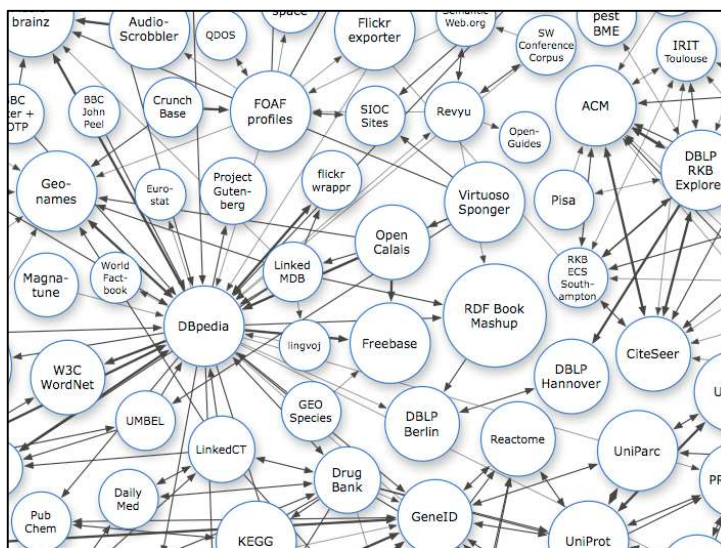 brainz
Audio-
Scrobbler
QDOS
space
Flickr
exporter
Semantic
Web.org
SW
Conference
Corpus
pest
BME
IRIT
Toulouse
BBC
John
Peel
Crunch
Base
FOAF
profiles
SIOC
Sites
Revyu
Open-
Guides
ACM
DBLP
RKB
Explore
Geo-
names
Euro-
stat
Project
Guten-
berg
flickr
wrappr
Virtuoso
Sponger
Pisa
Open
Calais
Magna-
tune
World
Fact-
book
Linked
MDB
RKB
ECS
South-
ampton
DBpedia
RDF Book
Mashup
lingvoj
Freebase
CiteSeer
W3C
WordNet
DBLP
Hannover
GEO
Species
UMBEL
DBLP
Berlin
LinkedCT
Reactome
UniParc
Drug
Bank
Daily
Med
Pub
Chem
KEGG
GeneID
UniProt